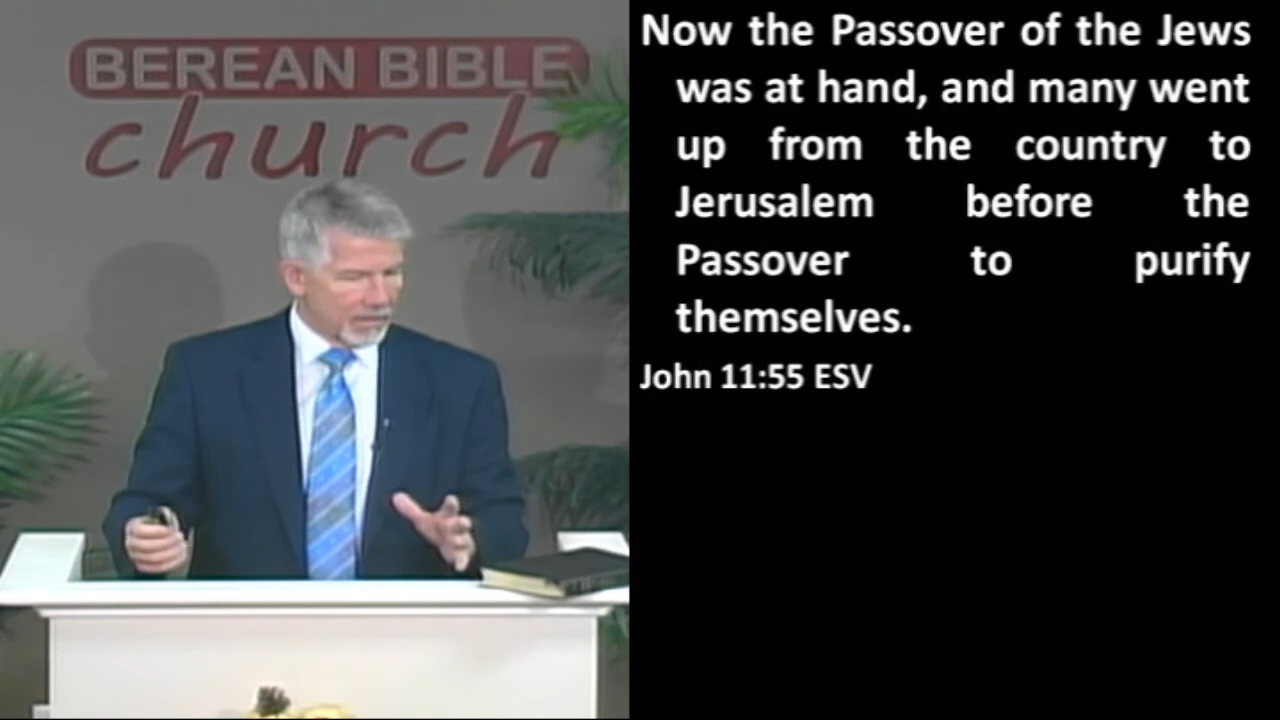 BEREAN BIBLE
church
Now the Passover of the Jews
was at hand, and many went
up from the country to
Jerusalem before the
Passover to purify
themselves.
John 11:55 ESV